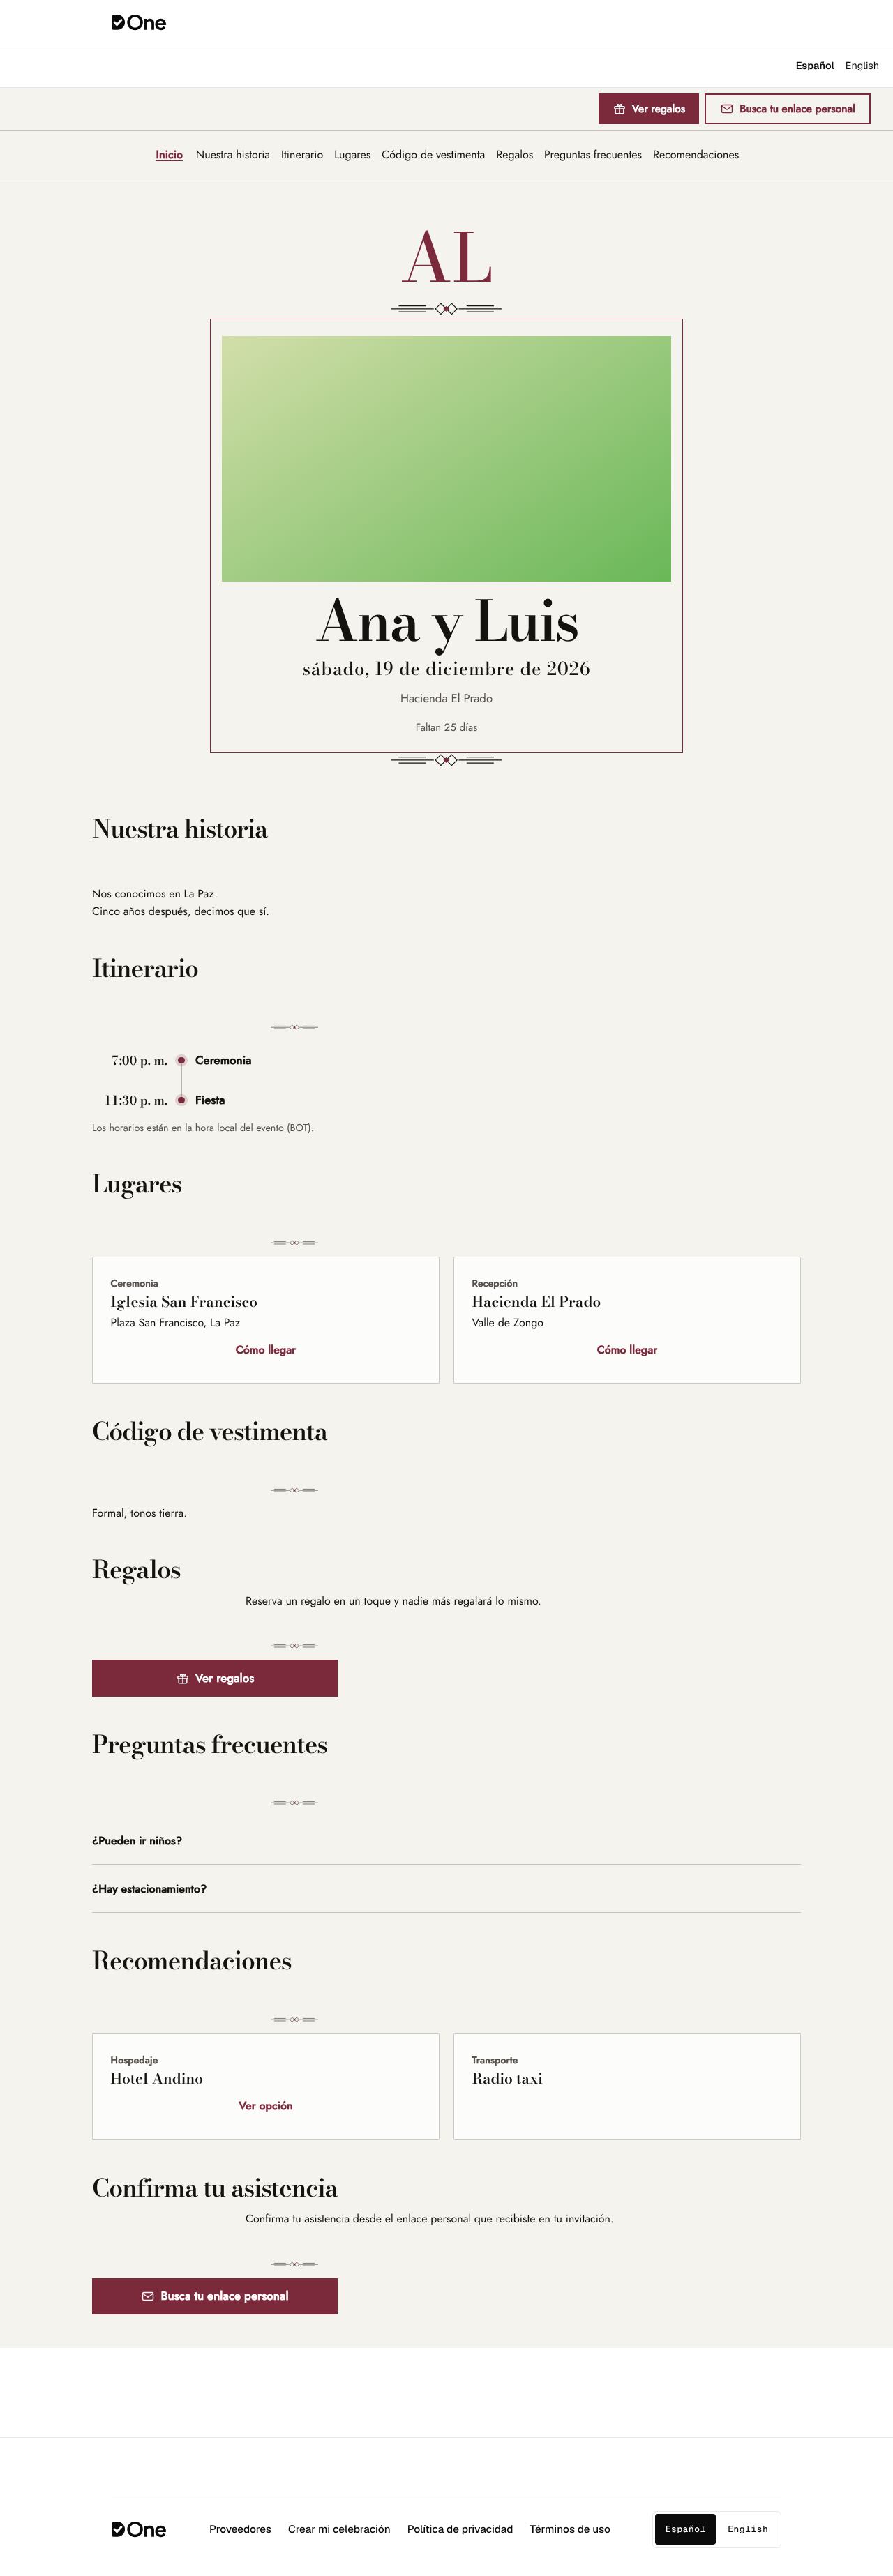 One
Español English
Ver regalos Busca tu enlace personal
Inicio Nuestra historia Itinerario Lugares Código de vestimenta Regalos Preguntas frecuentes Recomendaciones
AL
Ana y Luis
sábado, 19 de diciembre de 2026
Hacienda El Prado
Faltan 25 días
Nuestra historia
Nos conocimos en La Paz.
Cinco años después, decimos que sí.
Itinerario
7:00 p. m. Ceremonia
11:30 p. m. Fiesta
Los horarios están en la hora local del evento (BOT).
Lugares
Ceremonia
Iglesia San Francisco
Plaza San Francisco, La Paz
Cómo llegar
Recepción
Hacienda El Prado
Valle de Zongo
Cómo llegar
Código de vestimenta
Formal, tonos tierra.
Regalos
Reserva un regalo en un toque y nadie más regalará lo mismo.
Ver regalos
Preguntas frecuentes
¿Pueden ir niños?
¿Hay estacionamiento?
Recomendaciones
Hospedaje
Hotel Andino
Ver opción
Transporte
Radio taxi
Confirma tu asistencia
Confirma tu asistencia desde el enlace personal que recibiste en tu invitación.
Busca tu enlace personal
One Proveedores Crear mi celebración Política de privacidad Términos de uso Español English